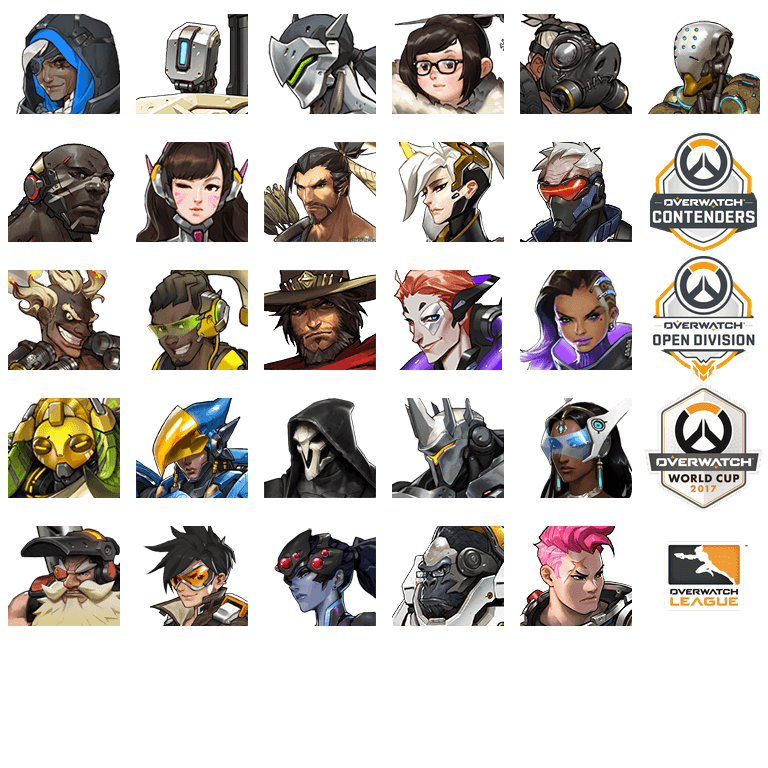 OVERWATCH
CONTENDERS
OVERWATCH
OPEN DIVISION
OVERWATCH
WORLD CUP
2017
OVERWATCH
LEAGUE